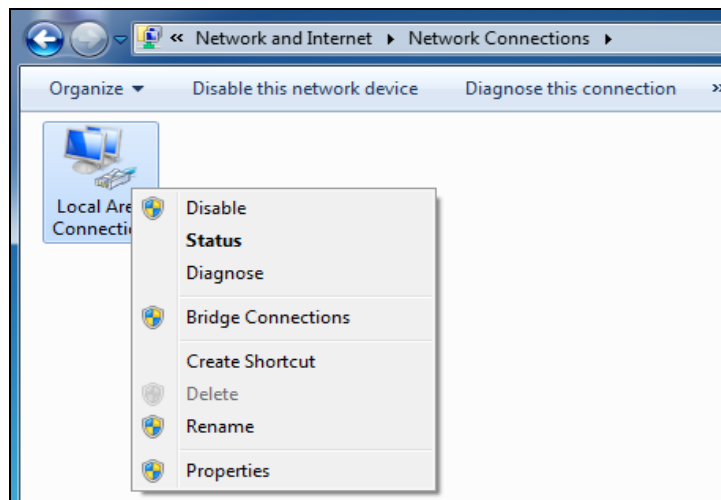 « Network and Internet ▸ Network Connections ▸
Organize ▼ Disable this network device Diagnose this connection »
Local Are
Connecti
Disable
Status
Diagnose
Bridge Connections
Create Shortcut
Delete
Rename
Properties